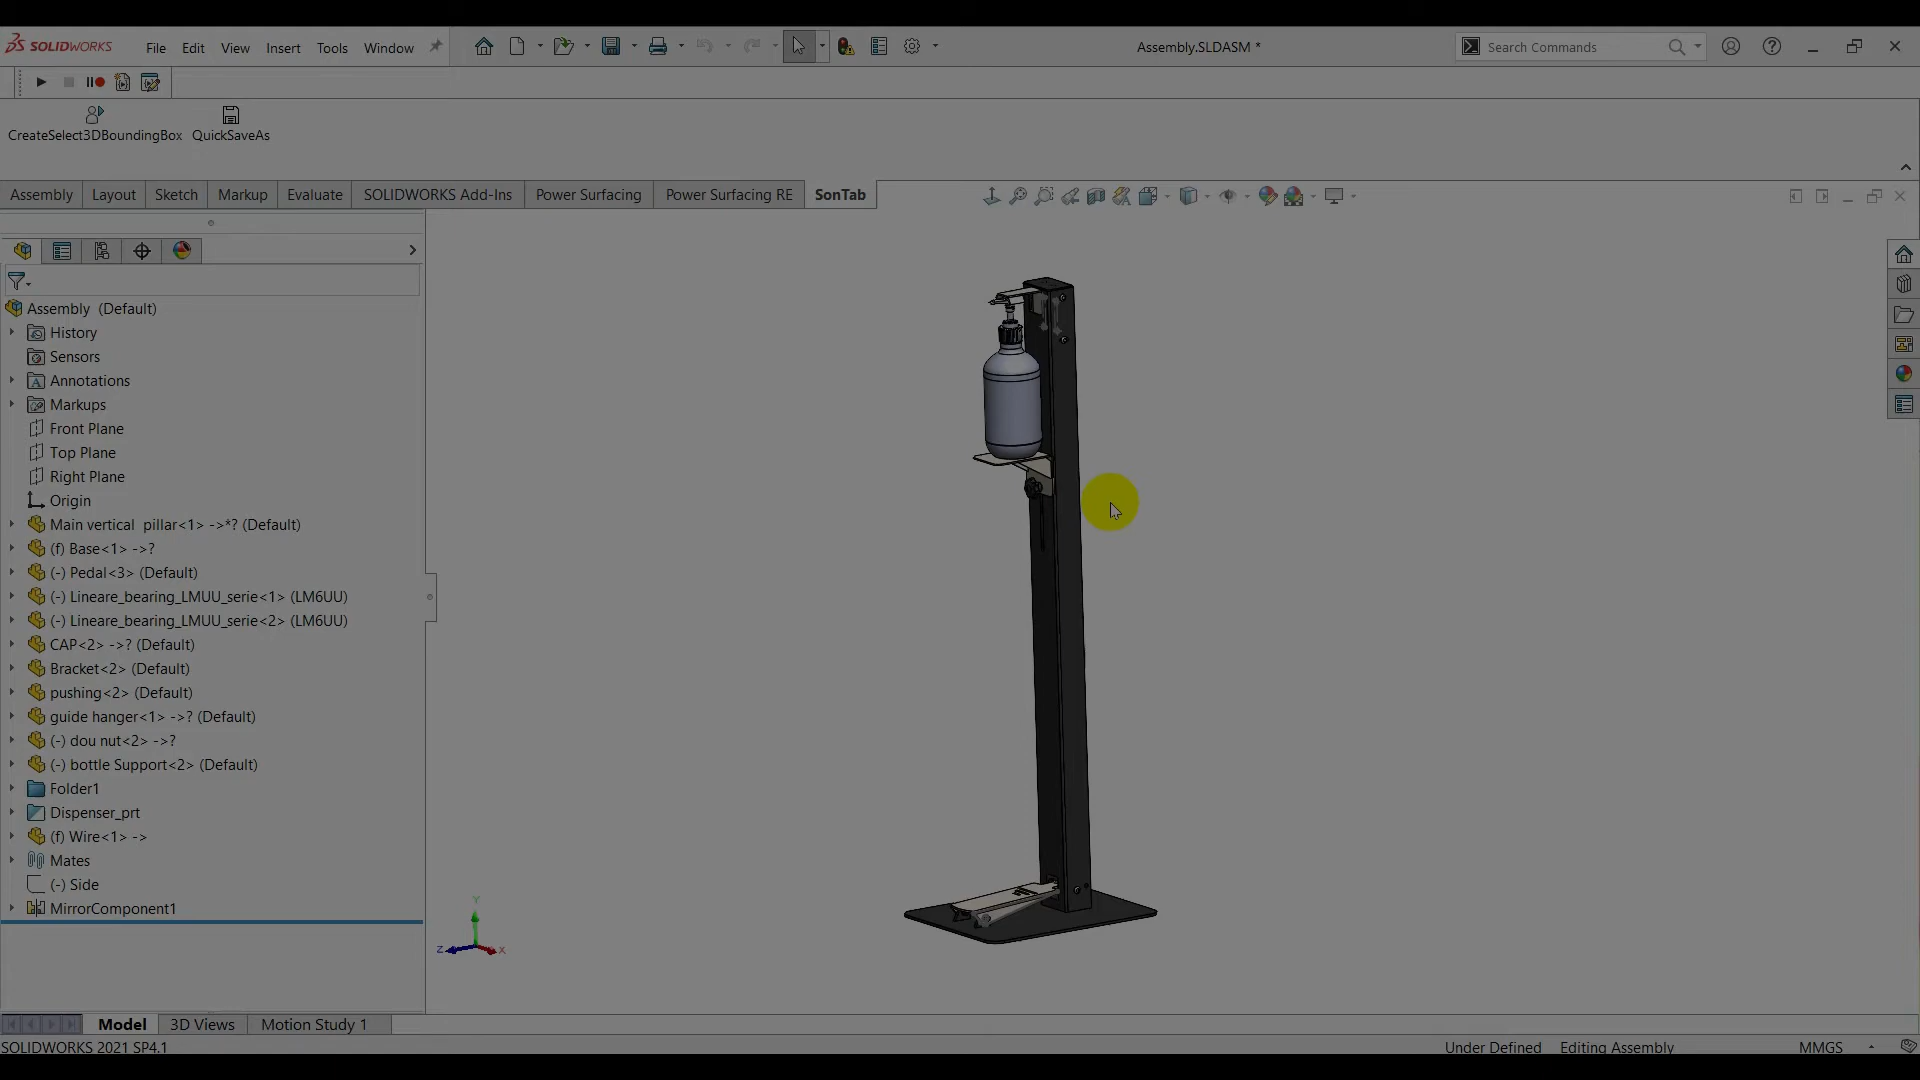 SOLIDWORKS File Edit View Insert Tools Window Assembly.SLDASM * Search Commands
CreateSelect3DBoundingBox QuickSaveAs
Assembly Layout Sketch Markup Evaluate SOLIDWORKS Add-Ins Power Surfacing Power Surfacing RE SonTab
Assembly (Default)
History
Sensors
Annotations
Markups
Front Plane
Top Plane
Right Plane
Origin
Main vertical pillar<1> ->*? (Default)
(f) Base<1> ->?
(-) Pedal<3> (Default)
(-) Lineare_bearing_LMUU_serie<1> (LM6UU)
(-) Lineare_bearing_LMUU_serie<2> (LM6UU)
CAP<2> ->? (Default)
Bracket<2> (Default)
pushing<2> (Default)
guide hanger<1> ->? (Default)
(-) dou nut<2> ->?
(-) bottle Support<2> (Default)
Folder1
Dispenser_prt
(f) Wire<1> ->
Mates
(-) Side
MirrorComponent1
Y
Z X
Model 3D Views Motion Study 1
SOLIDWORKS 2021 SP4.1 Under Defined Editing Assembly MMGS